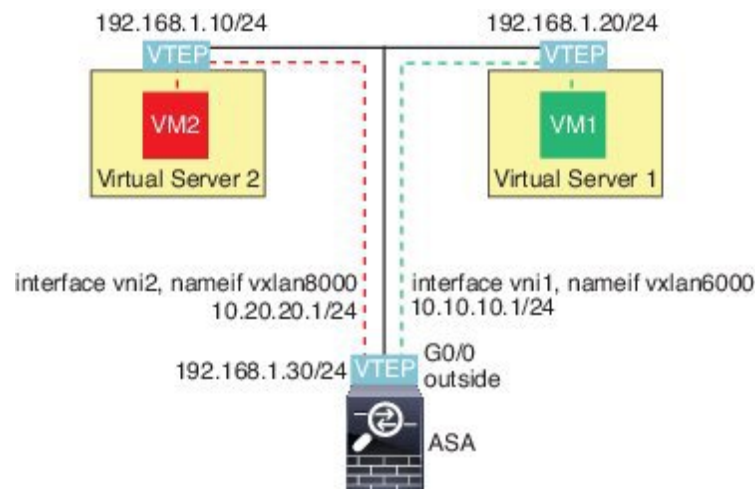 192.168.1.10/24
192.168.1.20/24
VTEP
VTEP
VM2
VM1
Virtual Server 2
Virtual Server 1
interface vni2, nameif vxlan8000
10.20.20.1/24
interface vni1, nameif vxlan6000
10.10.10.1/24
192.168.1.30/24
VTEP
G0/0
outside
ASA